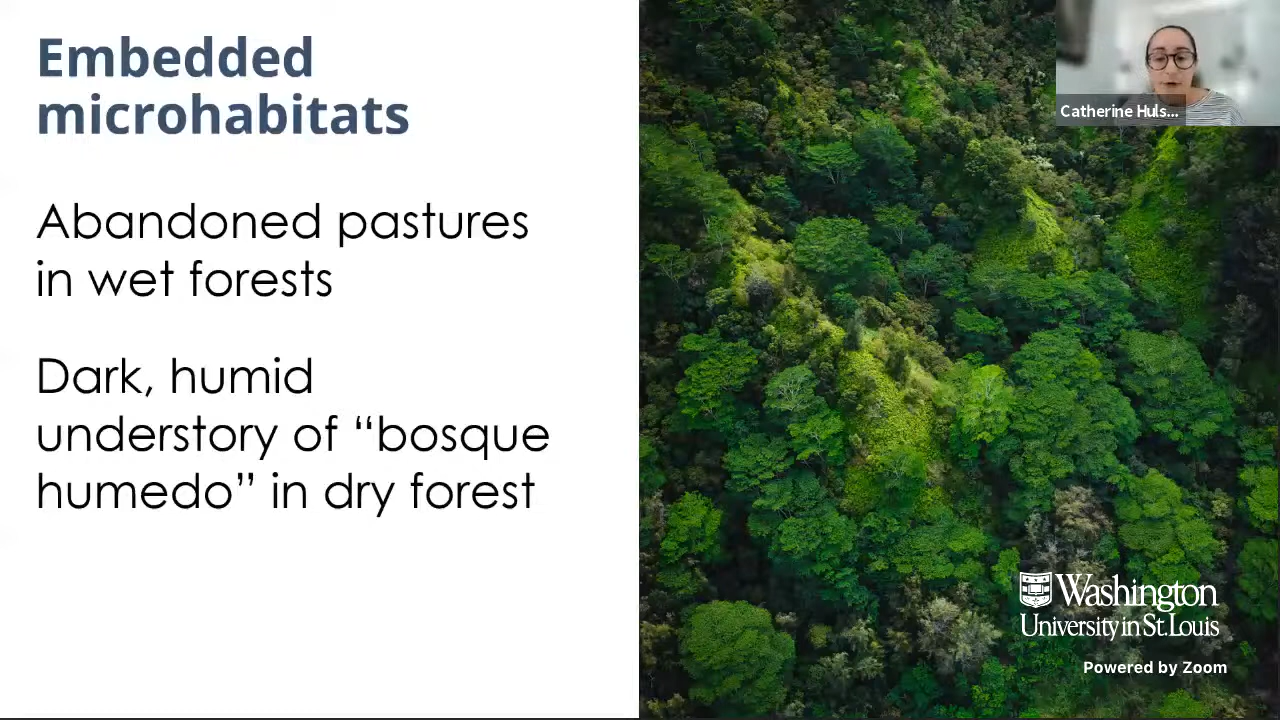 Embedded
microhabitats
Abandoned pastures
in wet forests
Dark, humid
understory of “bosque
humedo” in dry forest
Catherine Huls...
Washington
University in St. Louis
Powered by Zoom